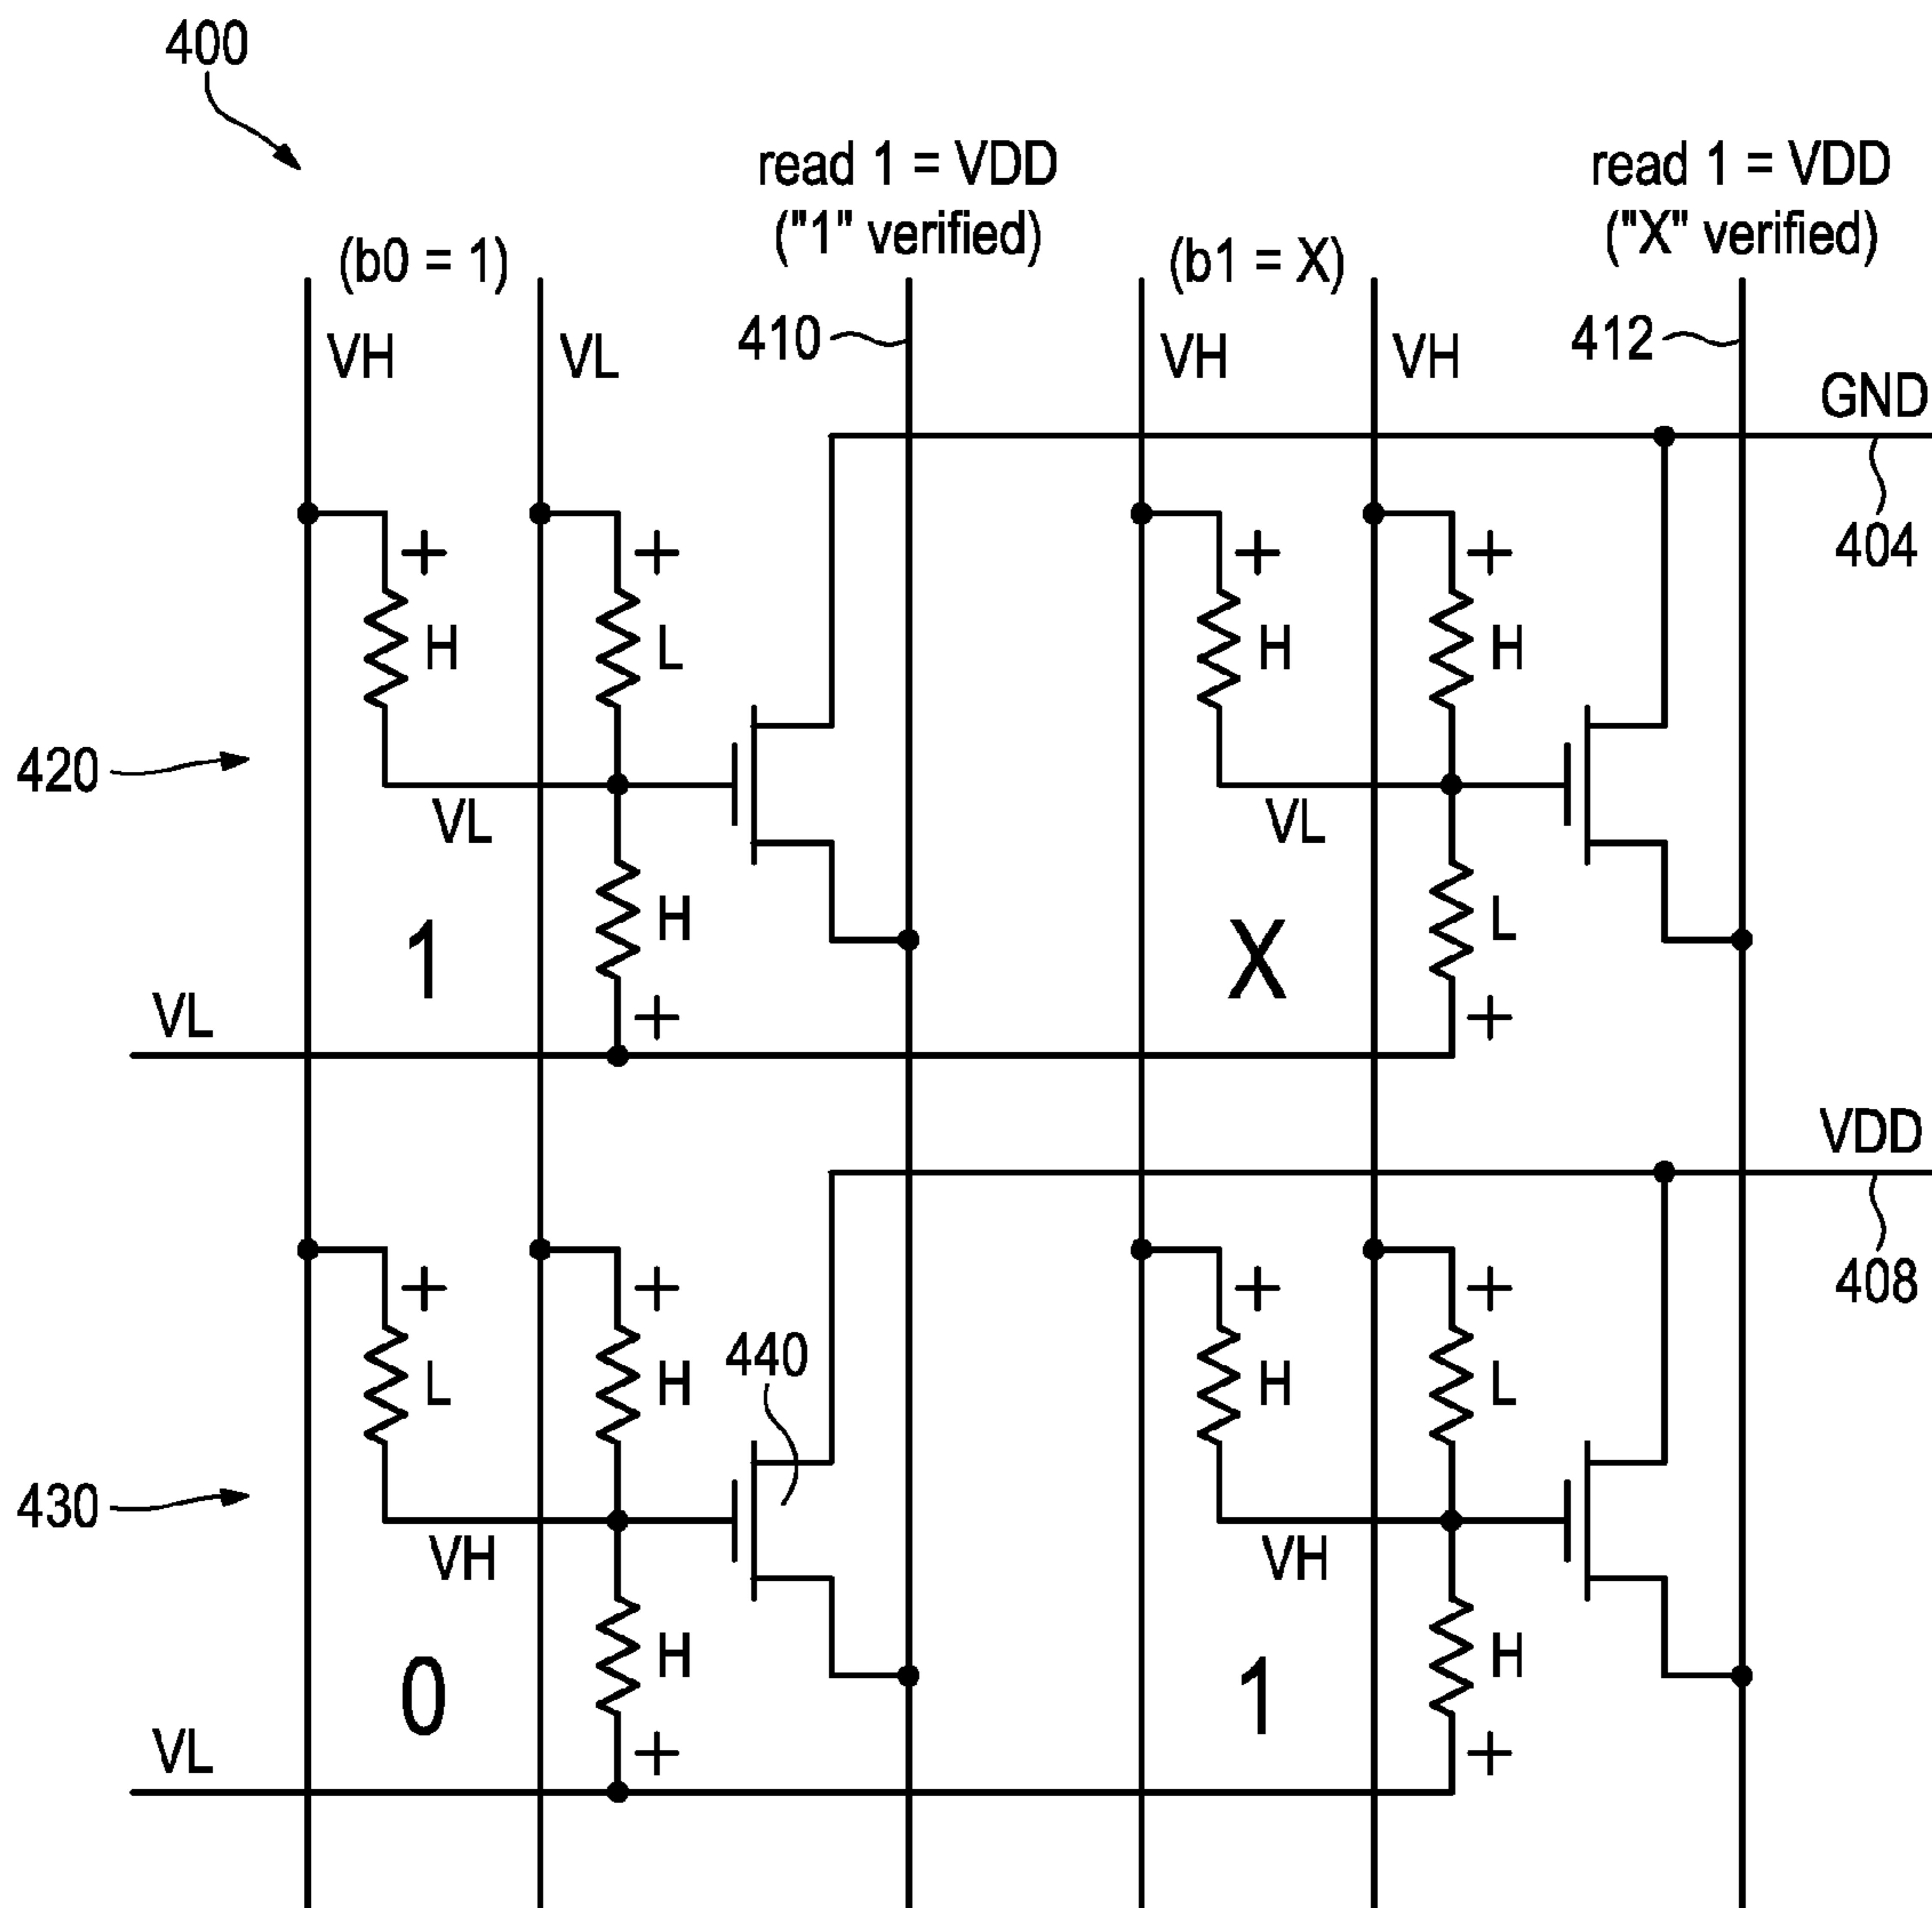 400
read 1 = VDD
("1" verified)
read 1 = VDD
("X" verified)
(b0 = 1)
(b1 = X)
VH
VL
410
VH
VH
412
GND
404
+
+
+
+
H
L
H
H
420
VL
VL
H
L
1
X
VL
+
+
VDD
408
+
+
+
+
L
H
440
H
L
430
VH
VH
H
H
0
1
VL
+
+